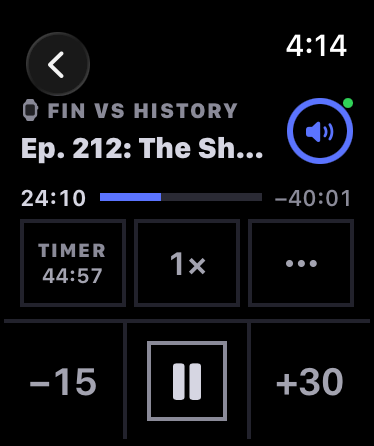 4:14
FIN VS HISTORY
Ep. 212: The Sh...
24:10 −40:01
TIMER
44:57
1×
−15
+30